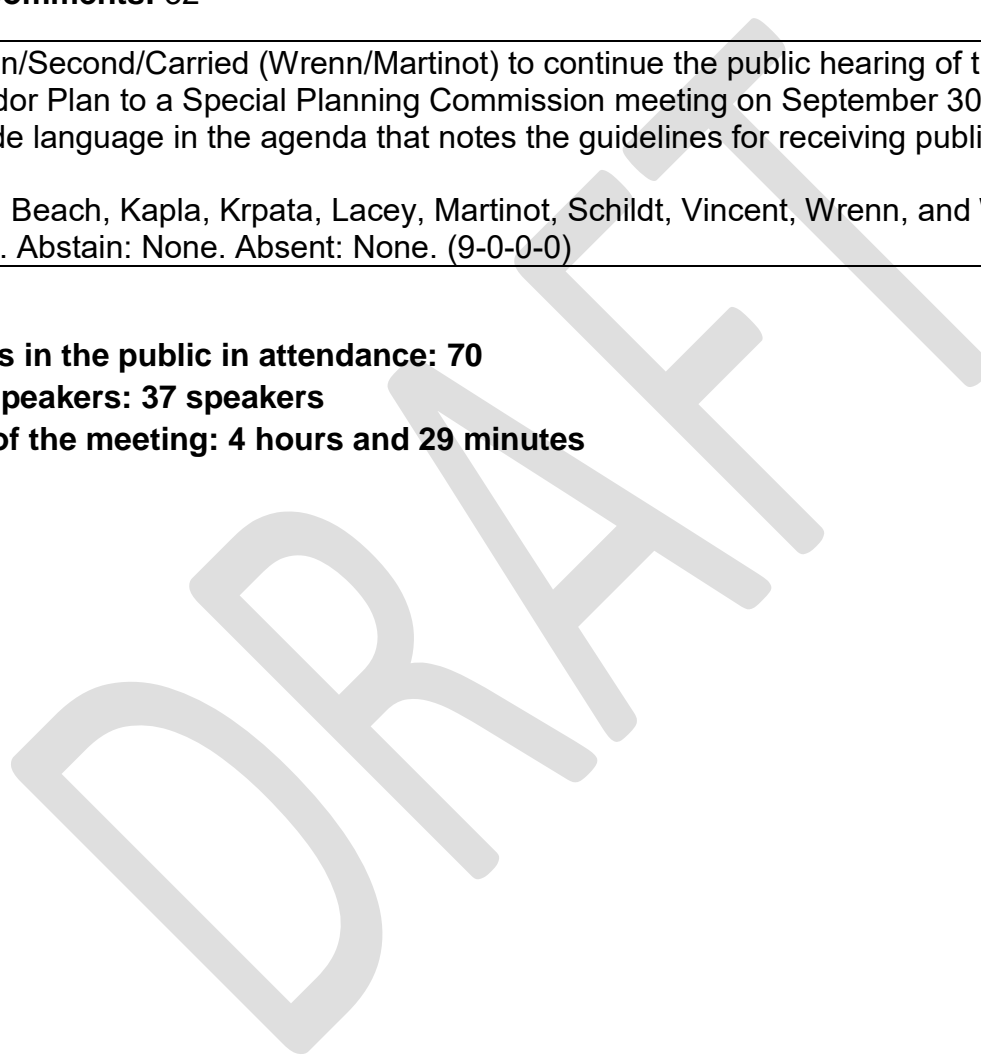 omments: 32
n/Second/Carried (Wrenn/Martinot) to continue the public hearing of t
dor Plan to a Special Planning Commission meeting on September 30
de language in the agenda that notes the guidelines for receiving publi
Beach, Kapla, Krpata, Lacey, Martinot, Schildt, Vincent, Wrenn, and
. Abstain: None. Absent: None. (9-0-0-0)
s in the public in attendance: 70
peakers: 37 speakers
of the meeting: 4 hours and 29 minutes
DRAFT